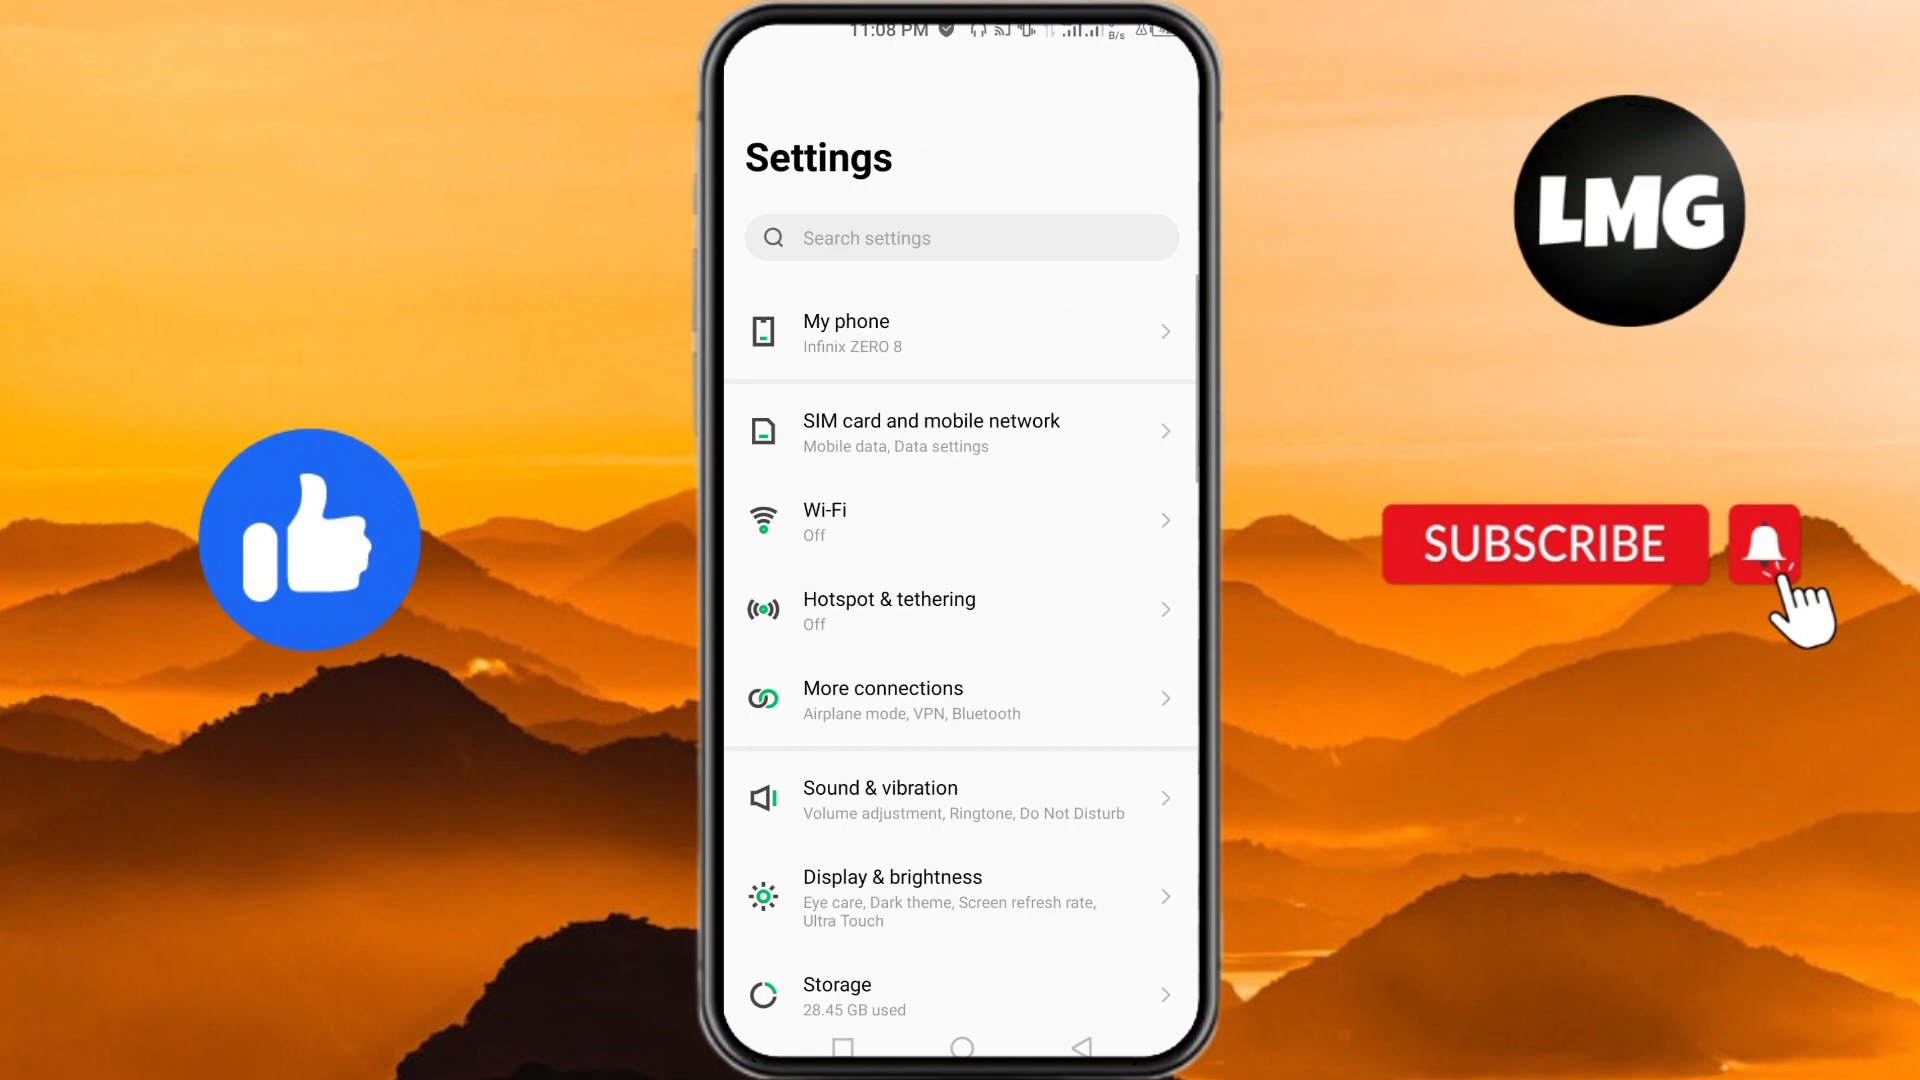 11:08 PM
B/s
Settings
Search settings
My phone
Infinix ZERO 8
SIM card and mobile network
Mobile data, Data settings
Wi-Fi
Off
Hotspot & tethering
Off
More connections
Airplane mode, VPN, Bluetooth
Sound & vibration
Volume adjustment, Ringtone, Do Not Disturb
Display & brightness
Eye care, Dark theme, Screen refresh rate,
Ultra Touch
Storage
28.45 GB used
LMG
SUBSCRIBE